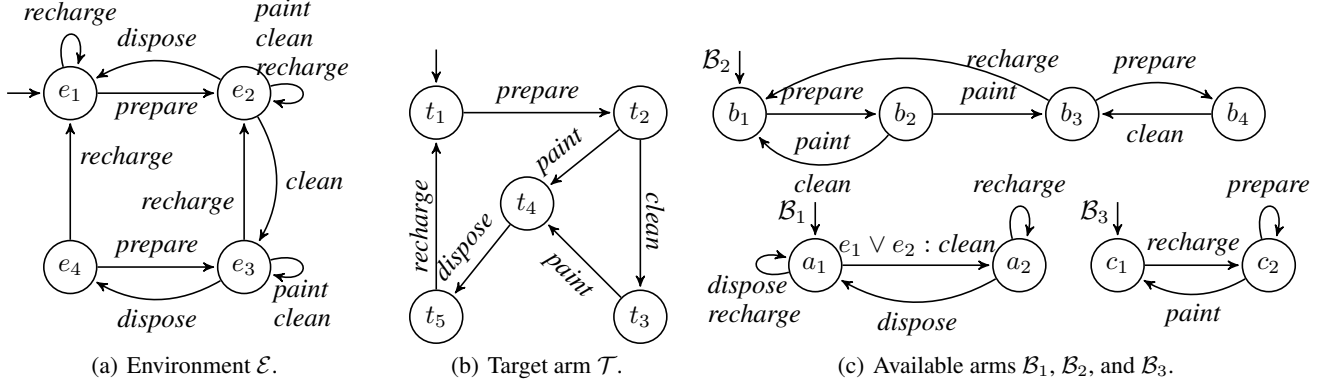 recharge
dispose
paint
clean
recharge
e1
prepare
e2
recharge
recharge
clean
e4
prepare
e3
paint
clean
dispose
(a) Environment ℰ.
t1
prepare
t2
paint
clean
t4
recharge
dispose
paint
t5
t3
(b) Target arm 𝒯.
ℬ2
recharge
prepare
b1
prepare
b2
paint
b3
b4
paint
clean
clean
ℬ1
recharge
ℬ3
prepare
a1
e1 ∨ e2 : clean
a2
c1
recharge
c2
dispose
recharge
dispose
paint
(c) Available arms ℬ1, ℬ2, and ℬ3.